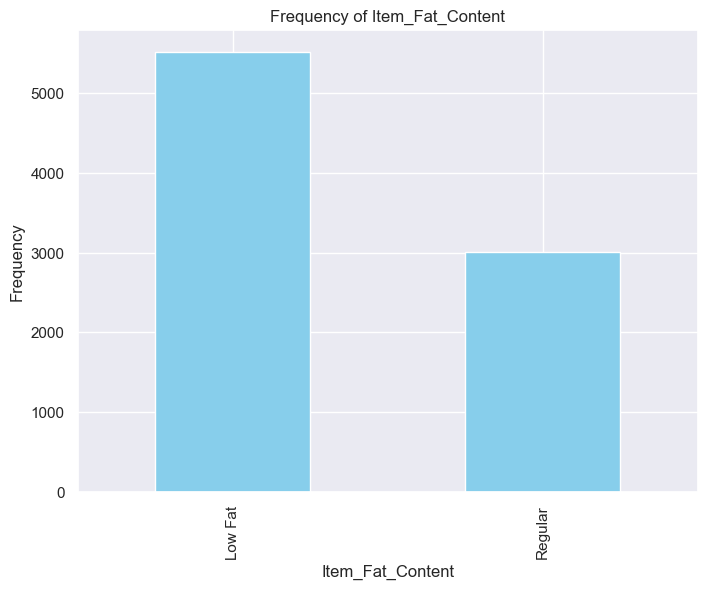 Frequency of Item_Fat_Content
Frequency
5000
4000
3000
2000
1000
0
Low Fat
Regular
Item_Fat_Content